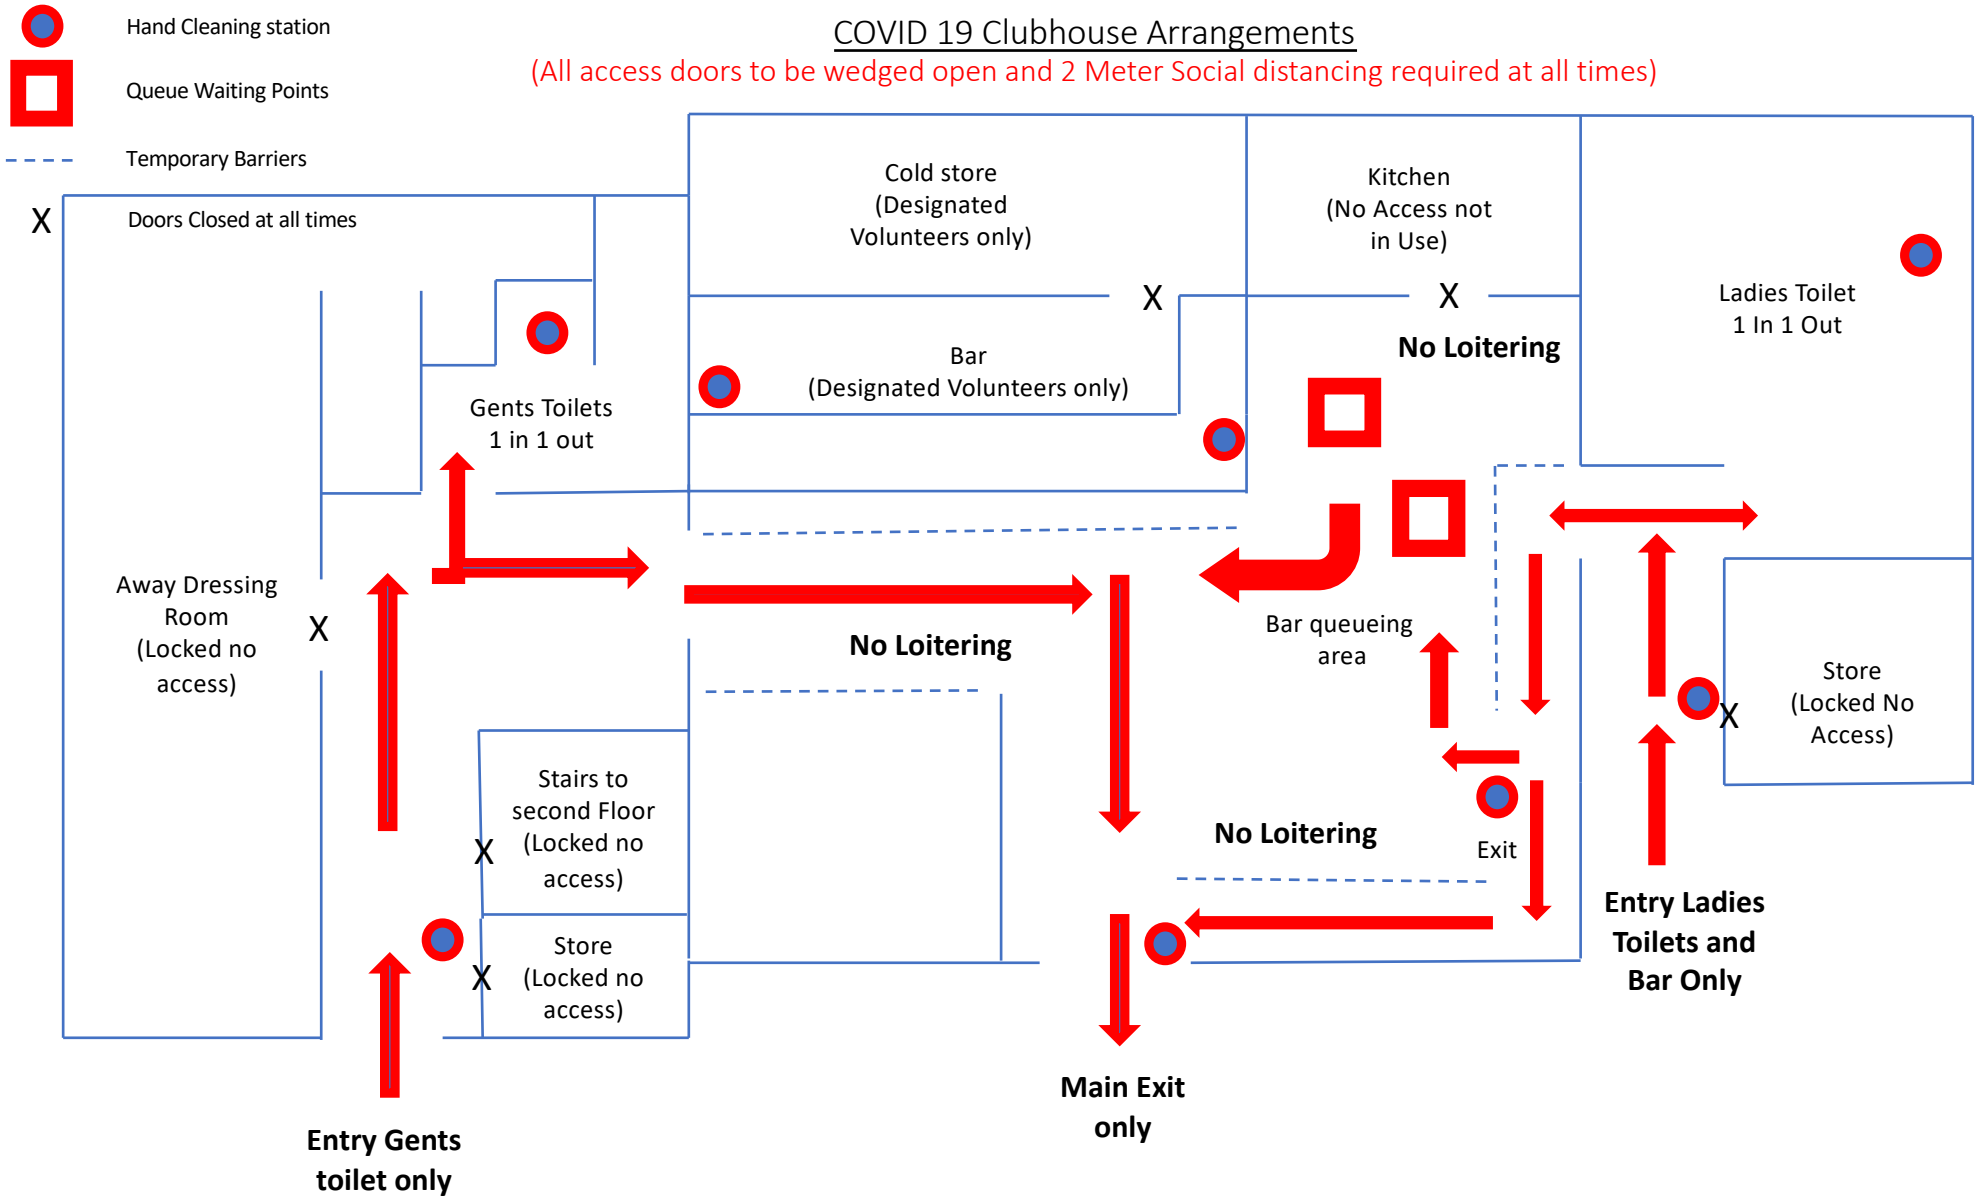 COVID 19 Clubhouse Arrangements
(All access doors to be wedged open and 2 Meter Social distancing required at all times)
Hand Cleaning station
Queue Waiting Points
Temporary Barriers
X
Doors Closed at all times
Cold store
(Designated
Volunteers only)
X
Kitchen
(No Access not
in Use)
X
No Loitering
Ladies Toilet
1 In 1 Out
Bar
(Designated Volunteers only)
Gents Toilets
1 in 1 out
Away Dressing
Room
(Locked no
access)
X
No Loitering
Bar queueing
area
Store
(Locked No
Access)
X
Stairs to
second Floor
(Locked no
access)
X
No Loitering
Exit
Store
(Locked no
access)
X
Entry Ladies
Toilets and
Bar Only
Main Exit
only
Entry Gents
toilet only